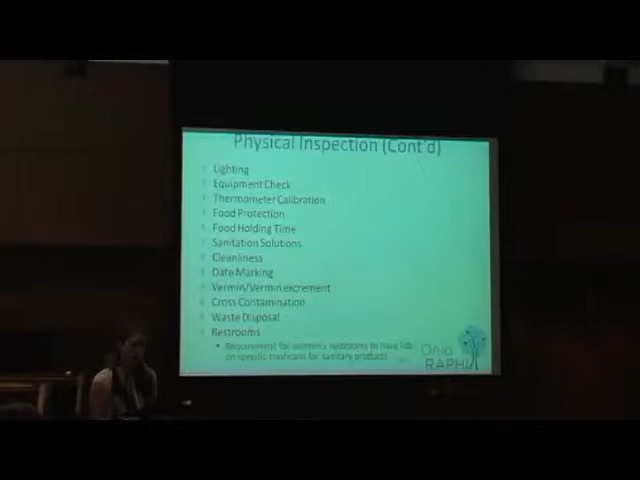 Physical Inspection (Cont'd)
Lighting
Equipment Check
Thermometer Calibration
Food Protection
Food Holding Time
Sanitation Solutions
Cleanliness
Date Marking
Vermin/Vermin excrement
Cross Contamination
Waste Disposal
Restrooms
Requirement for women's restrooms to have lids
on specific trashcans for sanitary products
Ohio
RAPHI